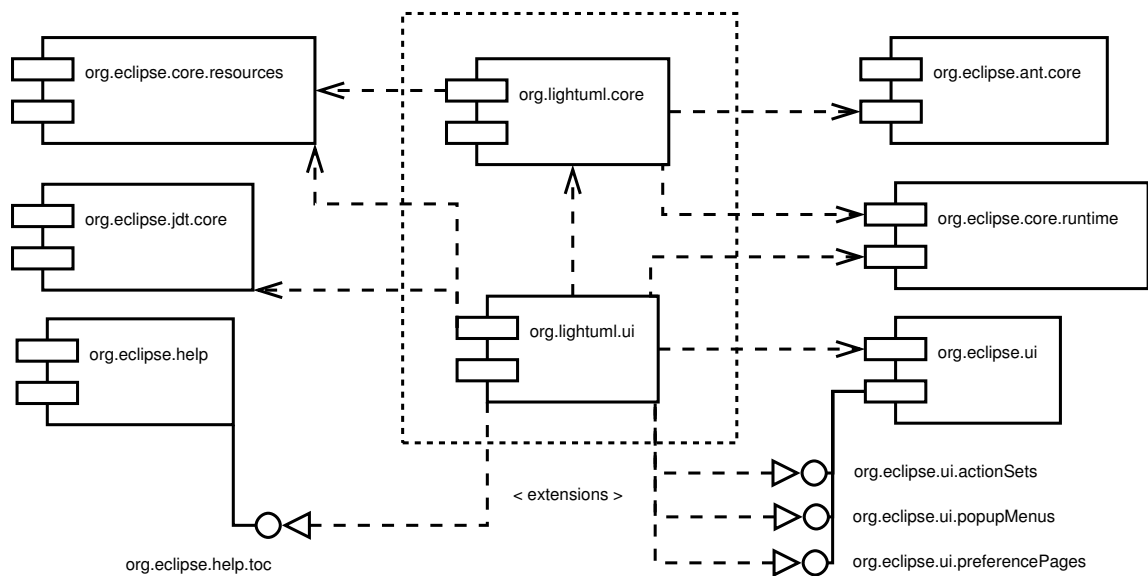 org.eclipse.core.resources
org.lightuml.core
org.eclipse.ant.core
org.eclipse.jdt.core
org.eclipse.core.runtime
org.eclipse.help
org.lightuml.ui
org.eclipse.ui
org.eclipse.ui.actionSets
< extensions >
org.eclipse.ui.popupMenus
org.eclipse.help.toc
org.eclipse.ui.preferencePages